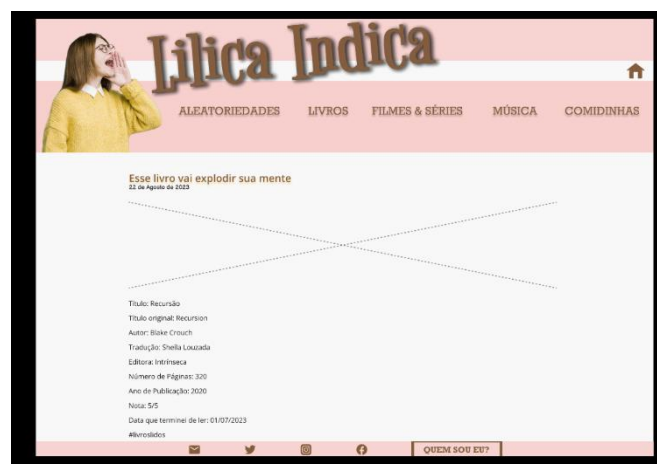 Lilica Indica
ALEATORIEDADES LIVROS FILMES & SÉRIES MÚSICA COMIDINHAS
Esse livro vai explodir sua mente
22 de Agosto de 2023
Título: Recursão
Título original: Recursion
Autor: Blake Crouch
Tradução: Sheila Louzada
Editora: Intrínseca
Número de Páginas: 320
Ano de Publicação: 2020
Nota: 5/5
Data que terminei de ler: 01/07/2023
#livroslidos
QUEM SOU EU?